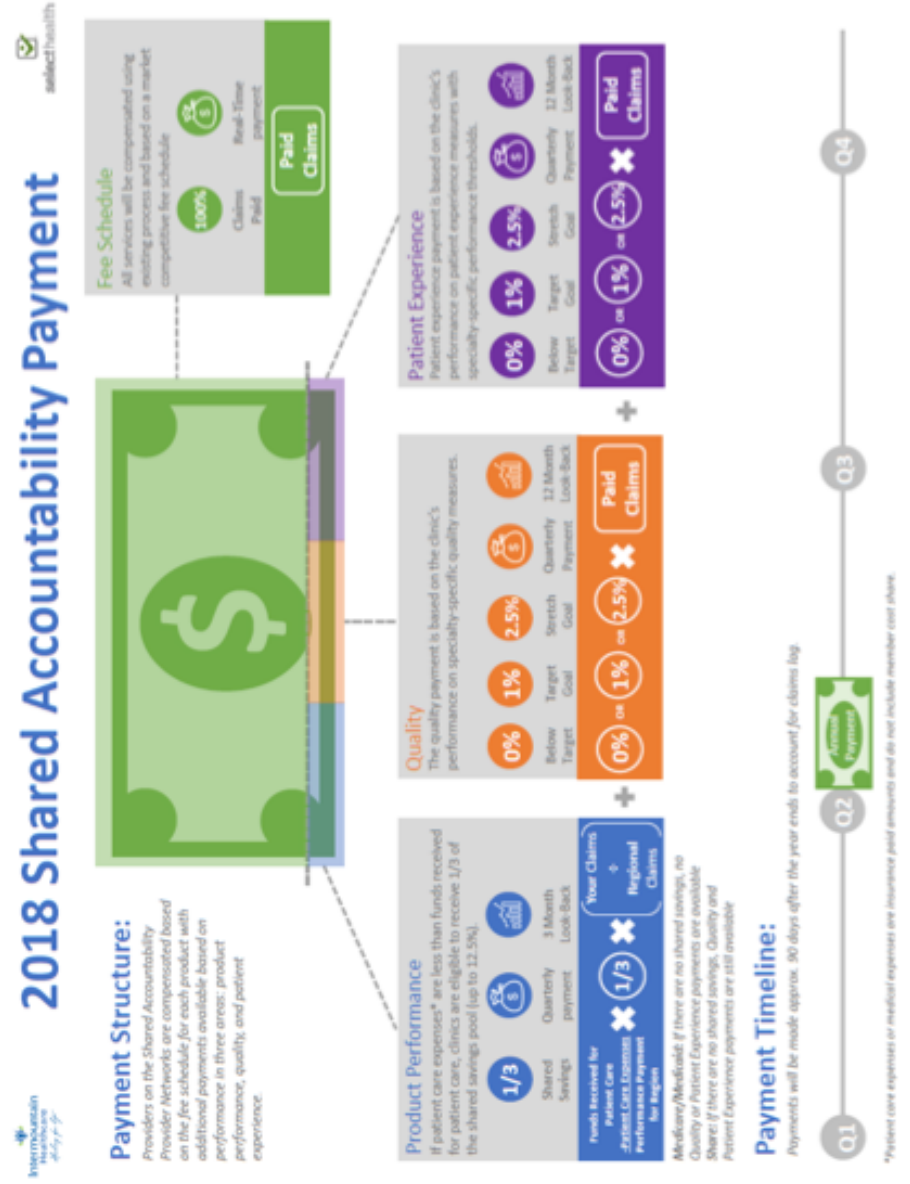 Intermountain
Healthcare
2018 Shared Accountability Payment
selecthealth
Payment Structure:
Providers on the Shared Accountability
Provider Networks are compensated based
on the fee schedule for each product with
additional payments available based on
performance in three areas: product
performance, quality, and patient
experience.
$
Fee Schedule
All services will be compensated using
existing process and based on a market
competitive fee schedule
100%
$
Claims
Paid
Real-Time
payment
Paid
Claims
Product Performance
If patient care expenses* are less than funds received
for patient care, clinics are eligible to receive 1/3 of
the shared savings pool (up to 12.5%).
1/3
$
Shared
Savings
Quarterly
payment
3 Month
Look-Back
Funds Received for
Patient Care
-Patient Care Expenses
Performance Payment
for Region
1/3
Your Claims
÷
Regional
Claims
Medicare/Medicaid: If there are no shared savings, no
Quality or Patient Experience payments are available
Share: If there are no shared savings, Quality and
Patient Experience payments are still available
+
Quality
The quality payment is based on the clinic's
performance on specialty-specific quality measures.
0%
1%
2.5%
$
Below
Target
Target
Goal
Stretch
Goal
Quarterly
Payment
12 Month
Look-Back
0% OR 1% OR 2.5%
Paid
Claims
+
Patient Experience
Patient experience payment is based on the clinic's
performance on patient experience measures with
specialty-specific performance thresholds.
0%
1%
2.5%
$
Below
Target
Target
Goal
Stretch
Goal
Quarterly
Payment
12 Month
Look-Back
0% OR 1% OR 2.5%
Paid
Claims
Payment Timeline:
Payments will be made approx. 90 days after the year ends to account for claims lag.
Q1
Q2
Annual
Payment
Q3
Q4
*Patient care expenses or medical expenses are insurance paid amounts and do not include member cost share.